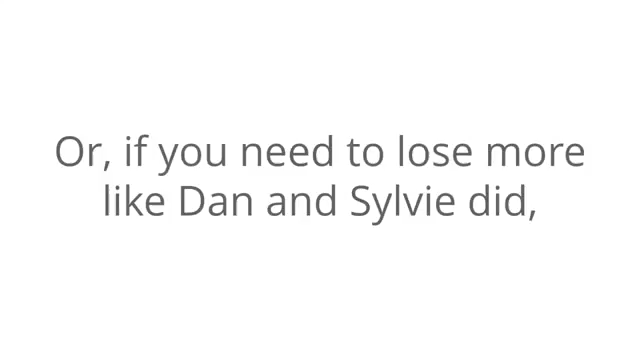 Or, if you need to lose more
like Dan and Sylvie did,